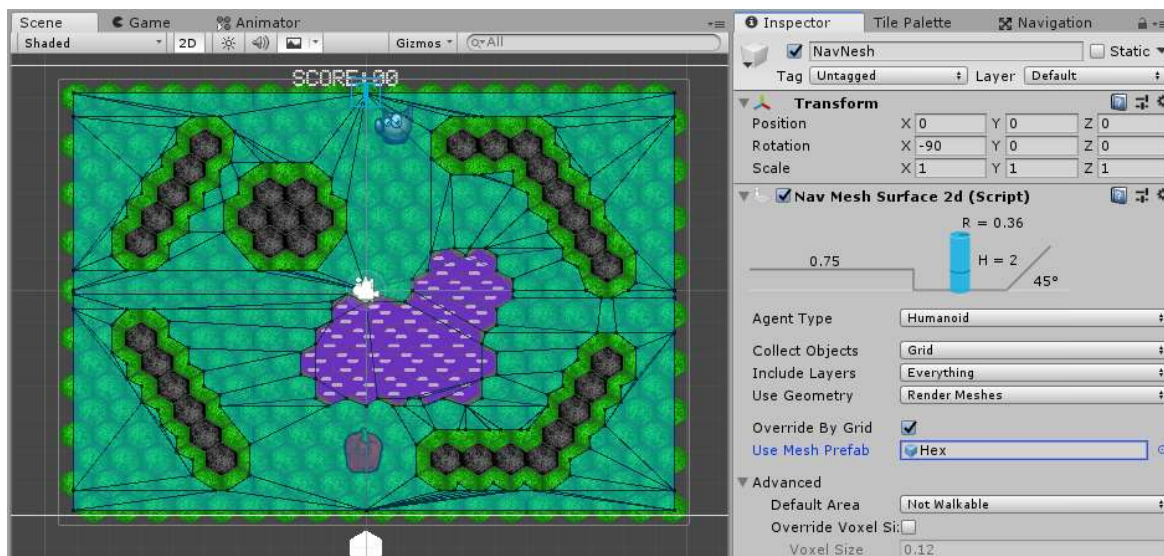 Scene Game Animator
Shaded 2D Gizmos All
SCORE:00
Inspector Tile Palette Navigation
NavNesh Static
Tag Untagged Layer Default
Transform
Position X 0 Y 0 Z 0
Rotation X -90 Y 0 Z 0
Scale X 1 Y 1 Z 1
Nav Mesh Surface 2d (Script)
R = 0.36
0.75 H = 2
45°
Agent Type Humanoid
Collect Objects Grid
Include Layers Everything
Use Geometry Render Meshes
Override By Grid
Use Mesh Prefab Hex
Advanced
Default Area Not Walkable
Override Voxel Si
Voxel Size 0.12